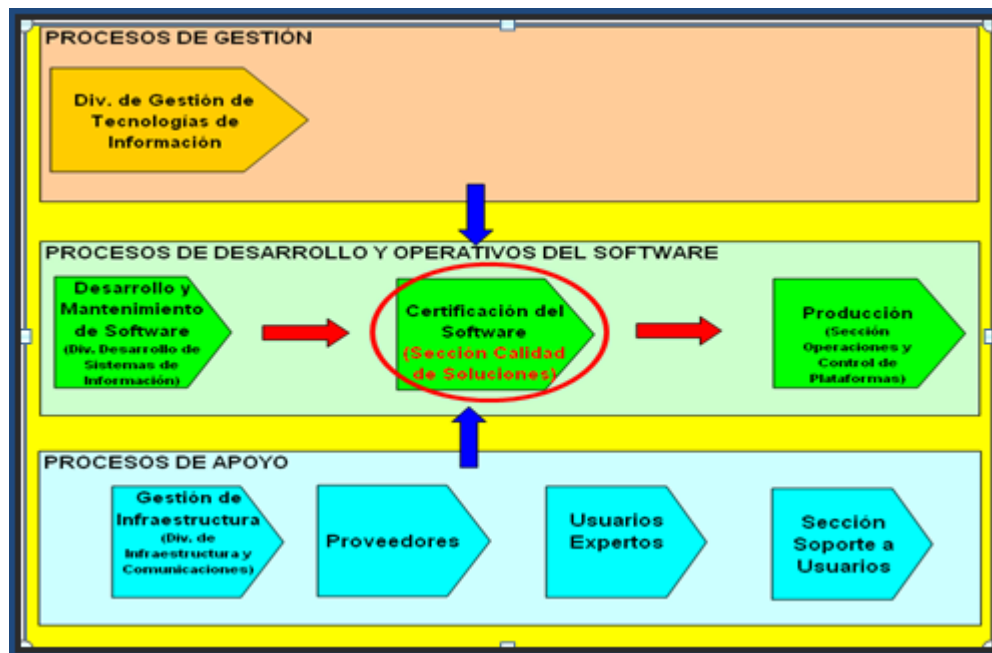 PROCESOS DE GESTIÓN
Div. de Gestión de
Tecnologías de
Información
PROCESOS DE DESARROLLO Y OPERATIVOS DEL SOFTWARE
Desarrollo y
Mantenimiento
de Software
(Div. Desarrollo de
Sistemas de
Información)
Certificación del
Software
(Sección Calidad
de Soluciones)
Producción
(Sección
Operaciones y
Control de
Plataformas)
PROCESOS DE APOYO
Gestión de
Infraestructura
(Div. de
Infraestructura y
Comunicaciones)
Proveedores
Usuarios
Expertos
Sección
Soporte a
Usuarios